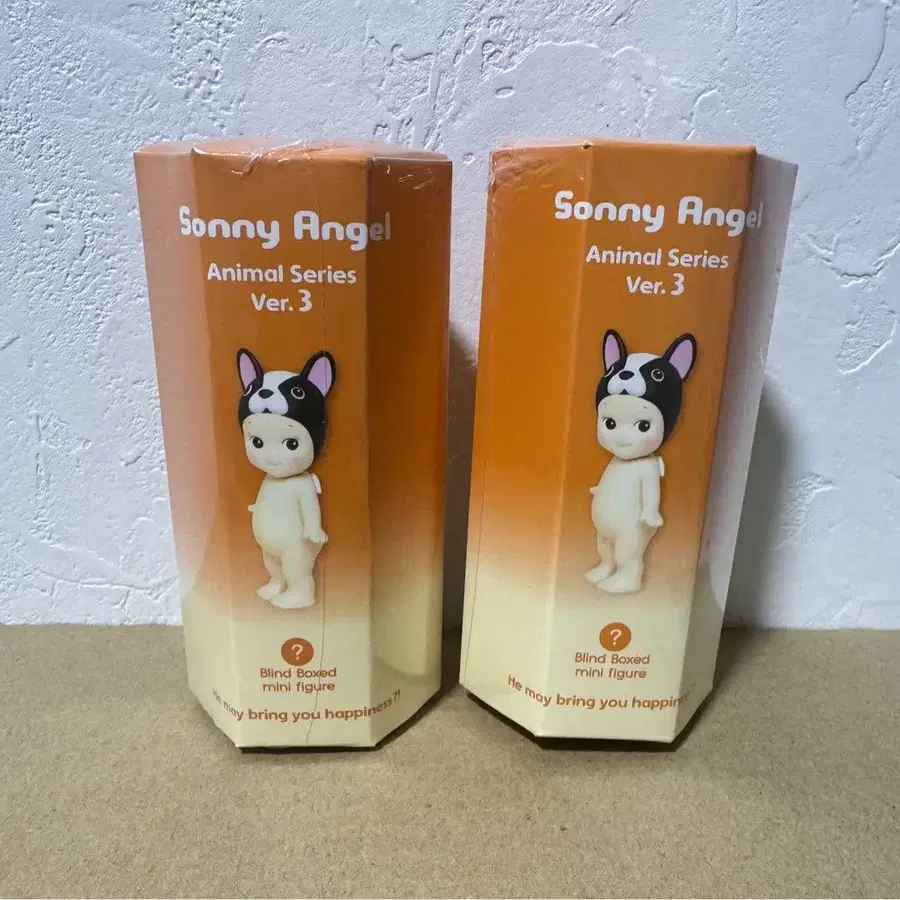 Sonny Angel
Animal Series
Ver. 3
?
Blind Boxed
mini figure
He may bring you happiness?!
Sonny Angel
Animal Series
Ver. 3
?
Blind Boxed
mini figure
He may bring you happin